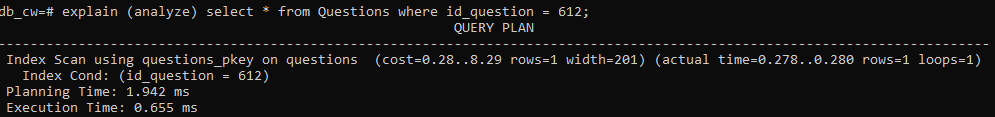 db_cw=# explain (analyze) select * from Questions where id_question = 612;
QUERY PLAN
-----------------------------------------------------------------------------------------------------------------------------
Index Scan using questions_pkey on questions  (cost=0.28..8.29 rows=1 width=201) (actual time=0.278..0.280 rows=1 loops=1)
Index Cond: (id_question = 612)
Planning Time: 1.942 ms
Execution Time: 0.655 ms